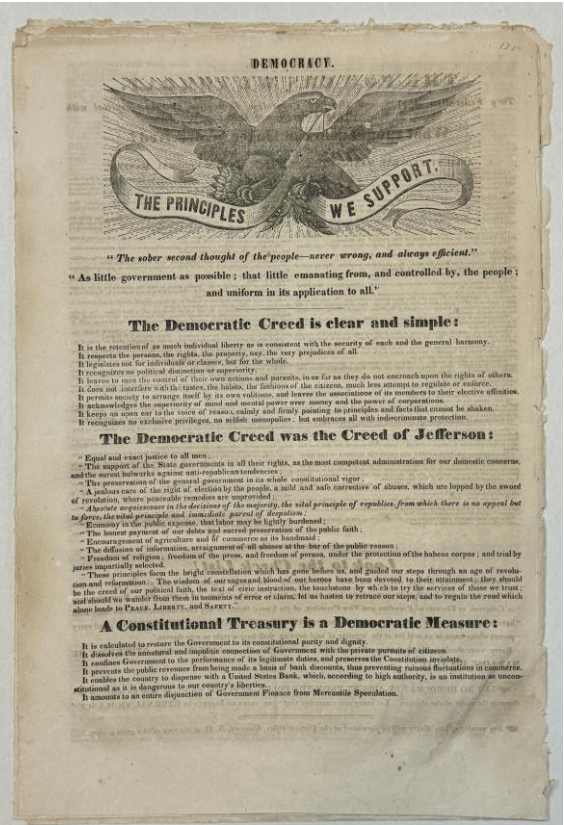 DEMOCRACY.
THE PRINCIPLES WE SUPPORT.
"The sober second thought of the people—never wrong, and always efficient."
"As little government as possible; that little emanating from, and controlled by, the people;
and uniform in its application to all."
The Democratic Creed is clear and simple:
It is the retention of as much individual liberty as is consistent with the security of each and the general harmony.
It respects the persons, the rights, the property, nay, the very prejudices of all.
It legislates not for individuals or classes, but for the whole.
It recognizes no political distinction or superiority.
It leaves to men the control of their own actions and pursuits, in so far as they do not encroach upon the rights of others.
It does not interfere with the tastes, the habits, the fashions of the citizens, much less attempt to regulate or enforce.
It permits society to arrange itself by its own volitions, and leaves the associations of its members to their elective affinities.
It acknowledges the superiority of mind and mental power over money and the power of corporations.
It keeps an open ear to the voice of reason, calmly and firmly pointing to principles and facts that cannot be shaken.
It recognizes no exclusive privileges, no selfish monopolies; but embraces all with indiscriminate protection.
The Democratic Creed was the Creed of Jefferson:
"Equal and exact justice to all men.
"The support of the State governments in all their rights, as the most competent administration for our domestic concerns,
and the surest bulwarks against anti-republican tendencies;
"The preservation of the general government in its whole constitutional vigor;
"A jealous care of the right of election by the people, a mild and safe corrective of abuses, which are lopped by the sword
of revolution, where peaceable remedies are unprovided;
"Absolute acquiescence in the decisions of the majority, the vital principle of republics, from which there is no appeal but
to force, the vital principle and immediate parent of despotism;
"Economy in the public expense, that labor may be lightly burdened;
"The honest payment of our debts and sacred preservation of the public faith;
"Encouragement of agriculture and of commerce as its handmaid;
"The diffusion of information, arraignment of all abuses at the bar of the public reason;
"Freedom of religion, freedom of the press, and freedom of person, under the protection of the habeas corpus; and trial by
juries impartially selected.
"These principles form the bright constellation which has gone before us, and guided our steps through an age of revolu-
tion and reformation. The wisdom of our sages and blood of our heroes have been devoted to their attainment; they should
be the creed of our political faith, the text of civic instruction, the touchstone by which to try the services of those we trust;
and should we wander from them in moments of error or alarm, let us hasten to retrace our steps, and to regain the road which
alone leads to PEACE, LIBERTY, and SAFETY."
A Constitutional Treasury is a Democratic Measure:
It is calculated to restore the Government to its constitutional purity and dignity.
It dissolves the unnatural and impolitic connection of Government with the private pursuits of citizens.
It confines Government to the performance of its legitimate duties, and preserves the Constitution inviolate.
It prevents the public revenues from being made a basis of bank discounts, thus preventing ruinous fluctuations in commerce.
It enables the country to dispense with a United States Bank, which, according to high authority, is an institution as uncon-
stitutional as it is dangerous to our country's liberties.
It amounts to an entire disjunction of Government Finance from Mercantile Speculation.